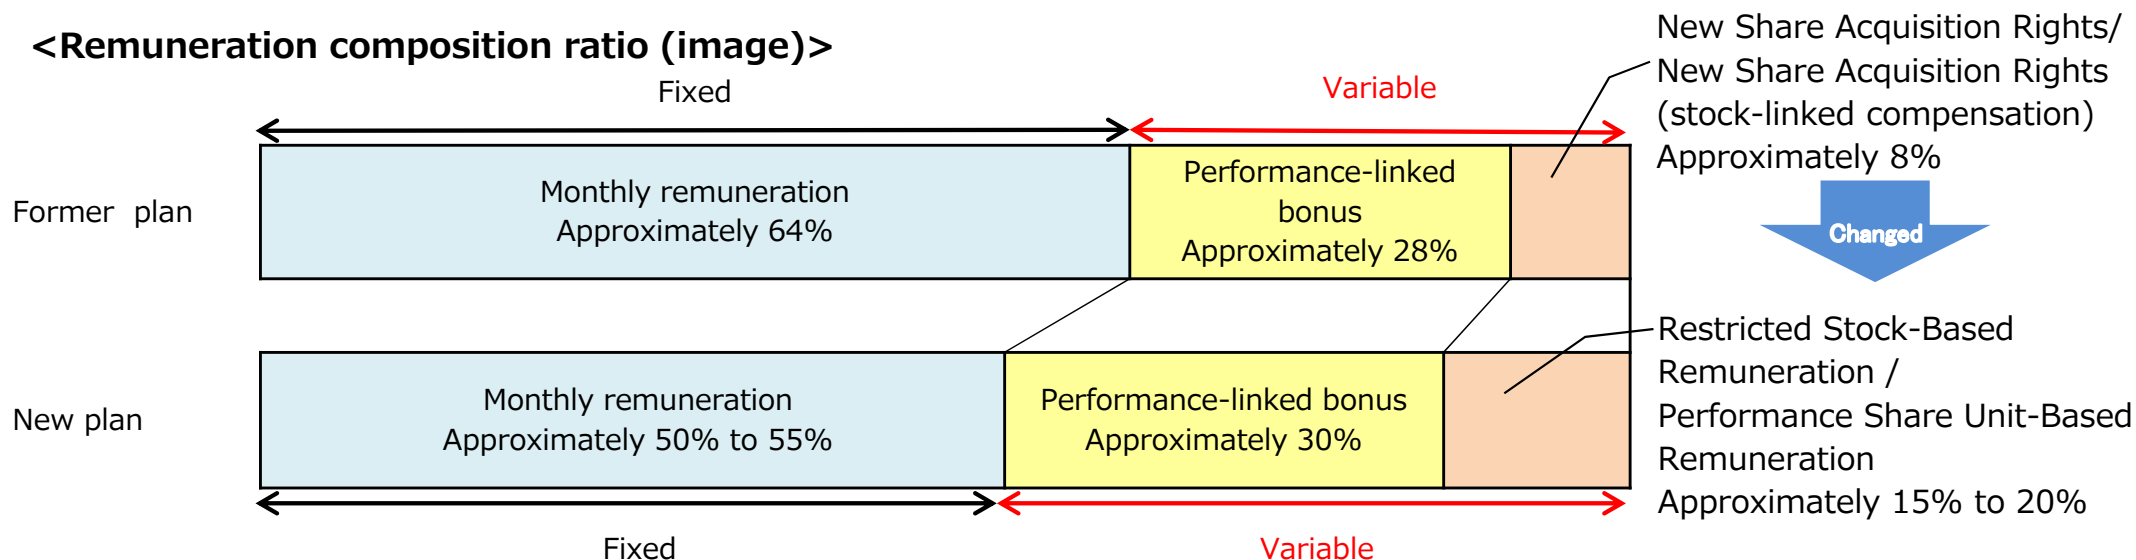 <Remuneration composition ratio (image)>
Fixed
Variable
New Share Acquisition Rights/
New Share Acquisition Rights
(stock-linked compensation)
Approximately 8%
Former plan
Monthly remuneration
Approximately 64%
Performance-linked
bonus
Approximately 28%
Changed
New plan
Monthly remuneration
Approximately 50% to 55%
Performance-linked bonus
Approximately 30%
Restricted Stock-Based
Remuneration /
Performance Share Unit-Based
Remuneration
Approximately 15% to 20%
Fixed
Variable